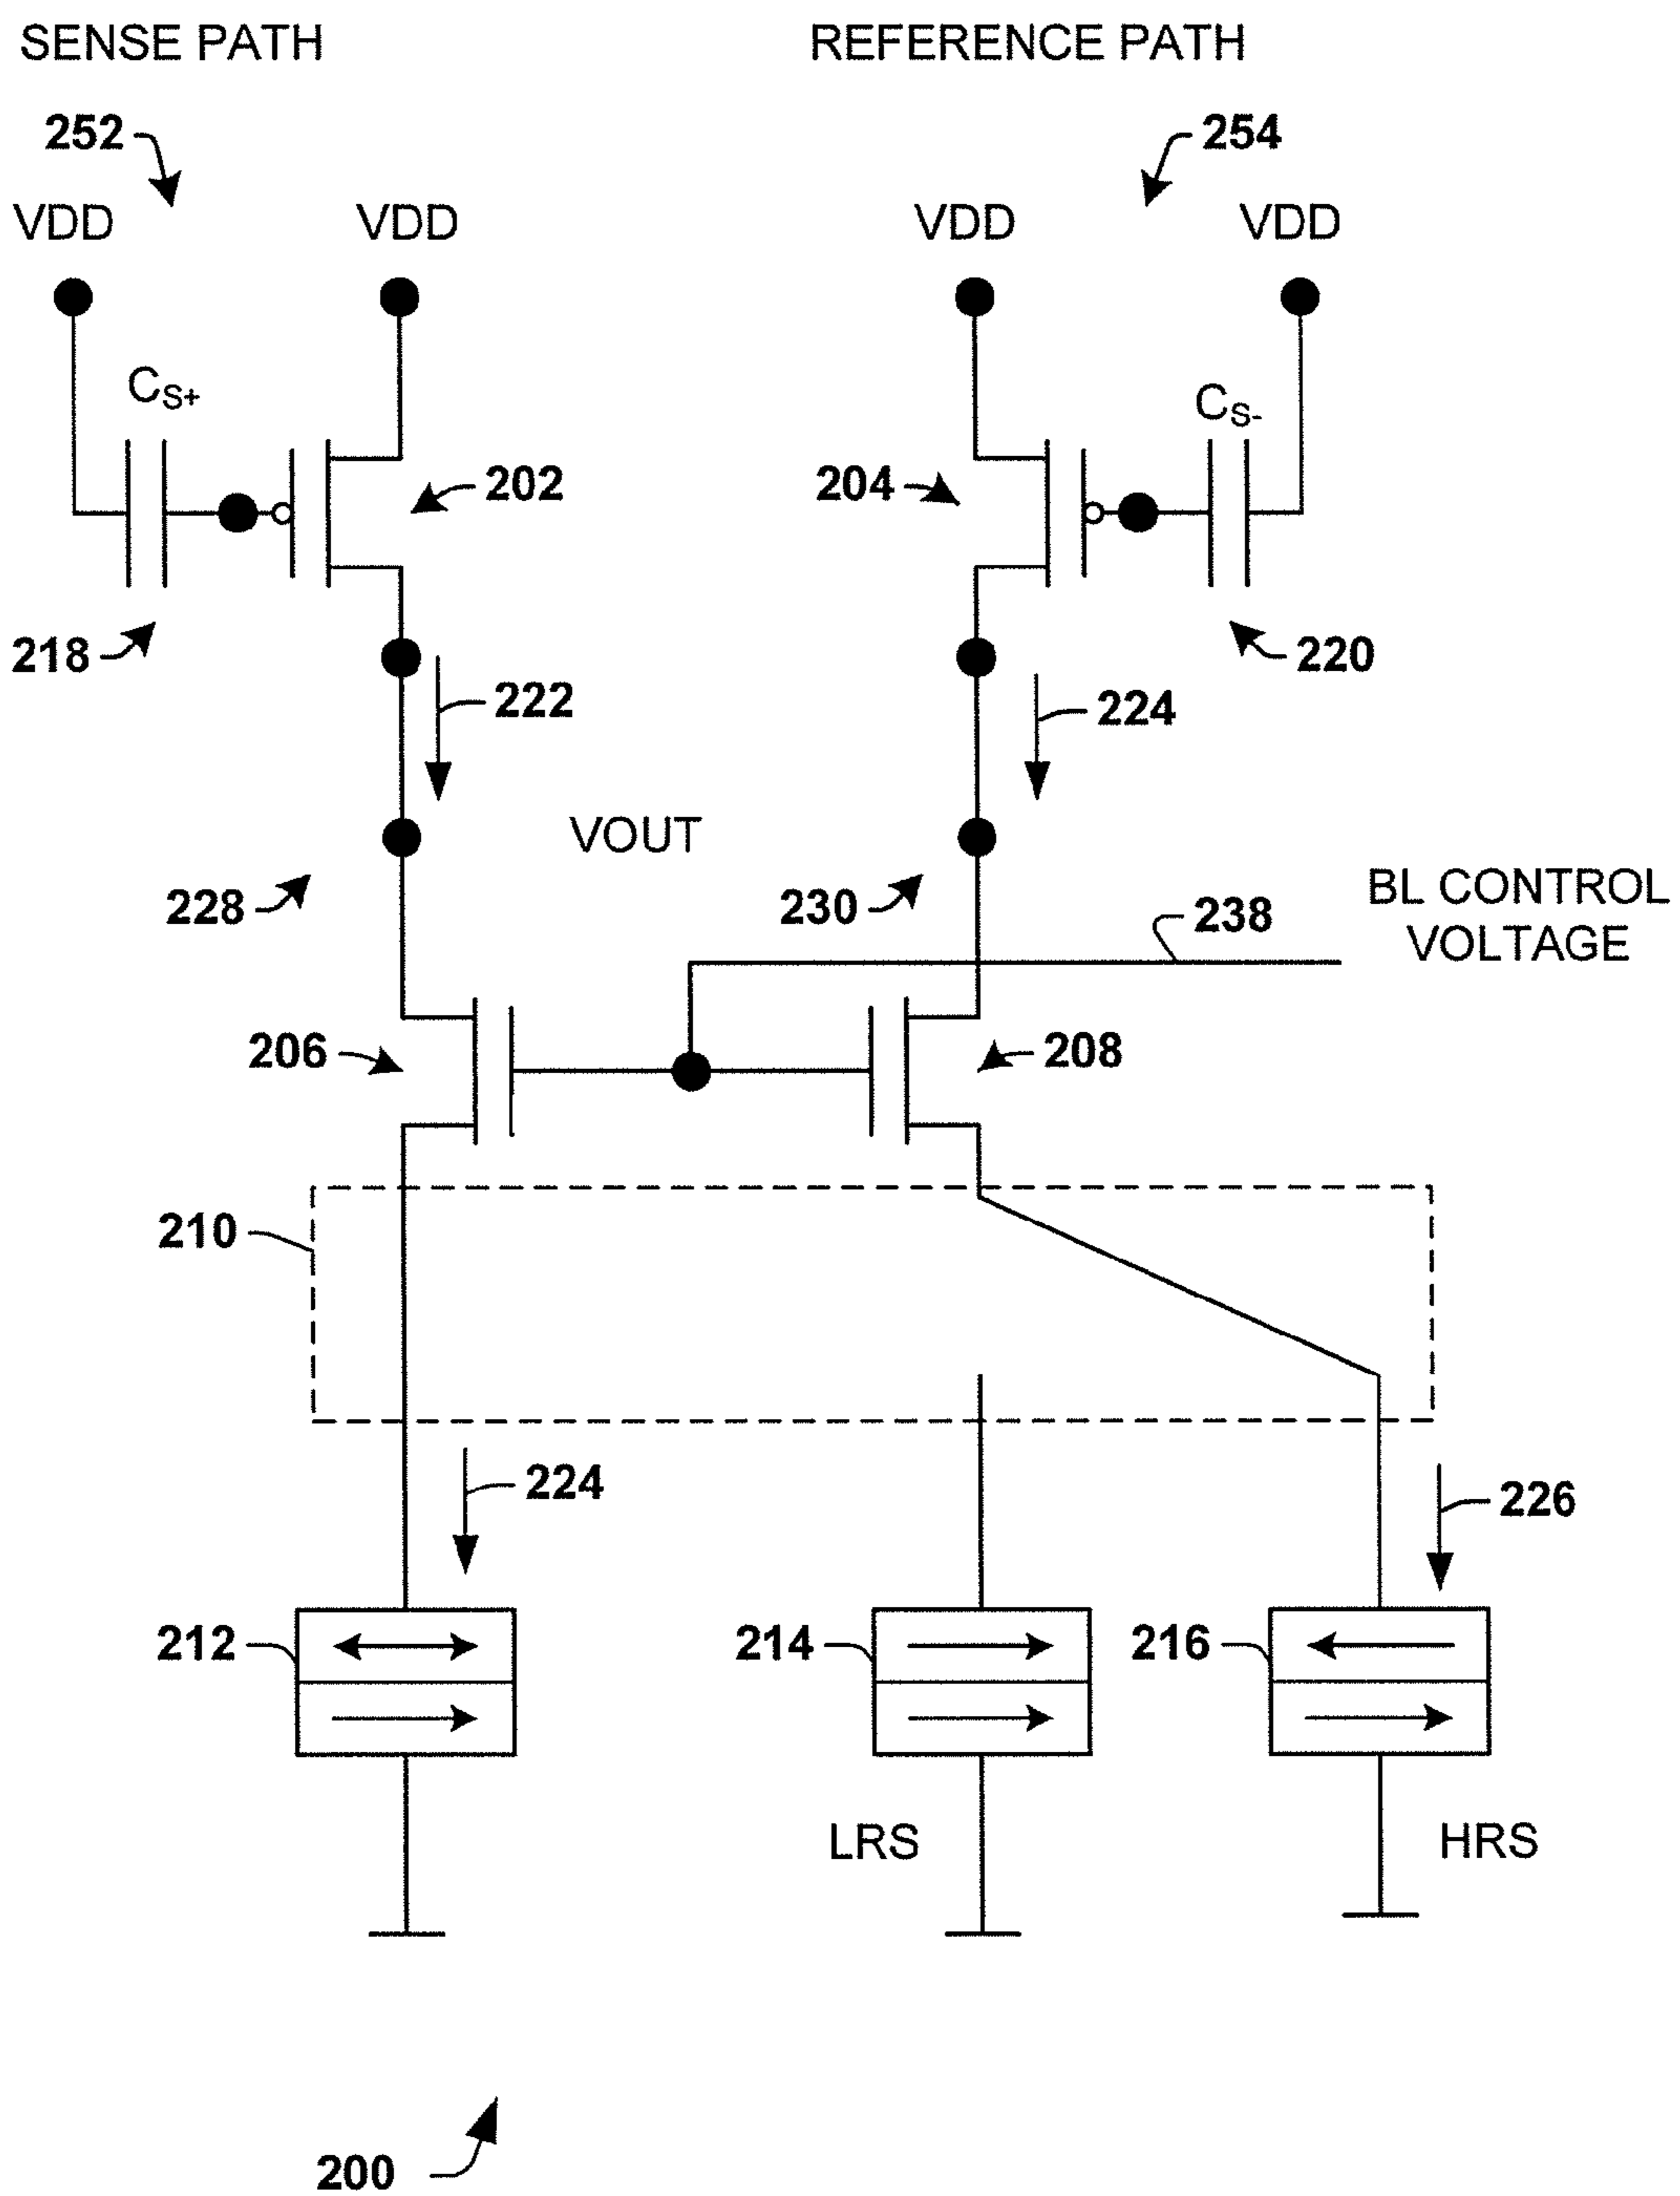 SENSE PATH
REFERENCE PATH
252
254
VDD
VDD
VDD
VDD
CS+
CS-
202
204
218
220
222
224
VOUT
228
230
238
BL CONTROL
VOLTAGE
206
208
210
224
226
212
214
216
LRS
HRS
200